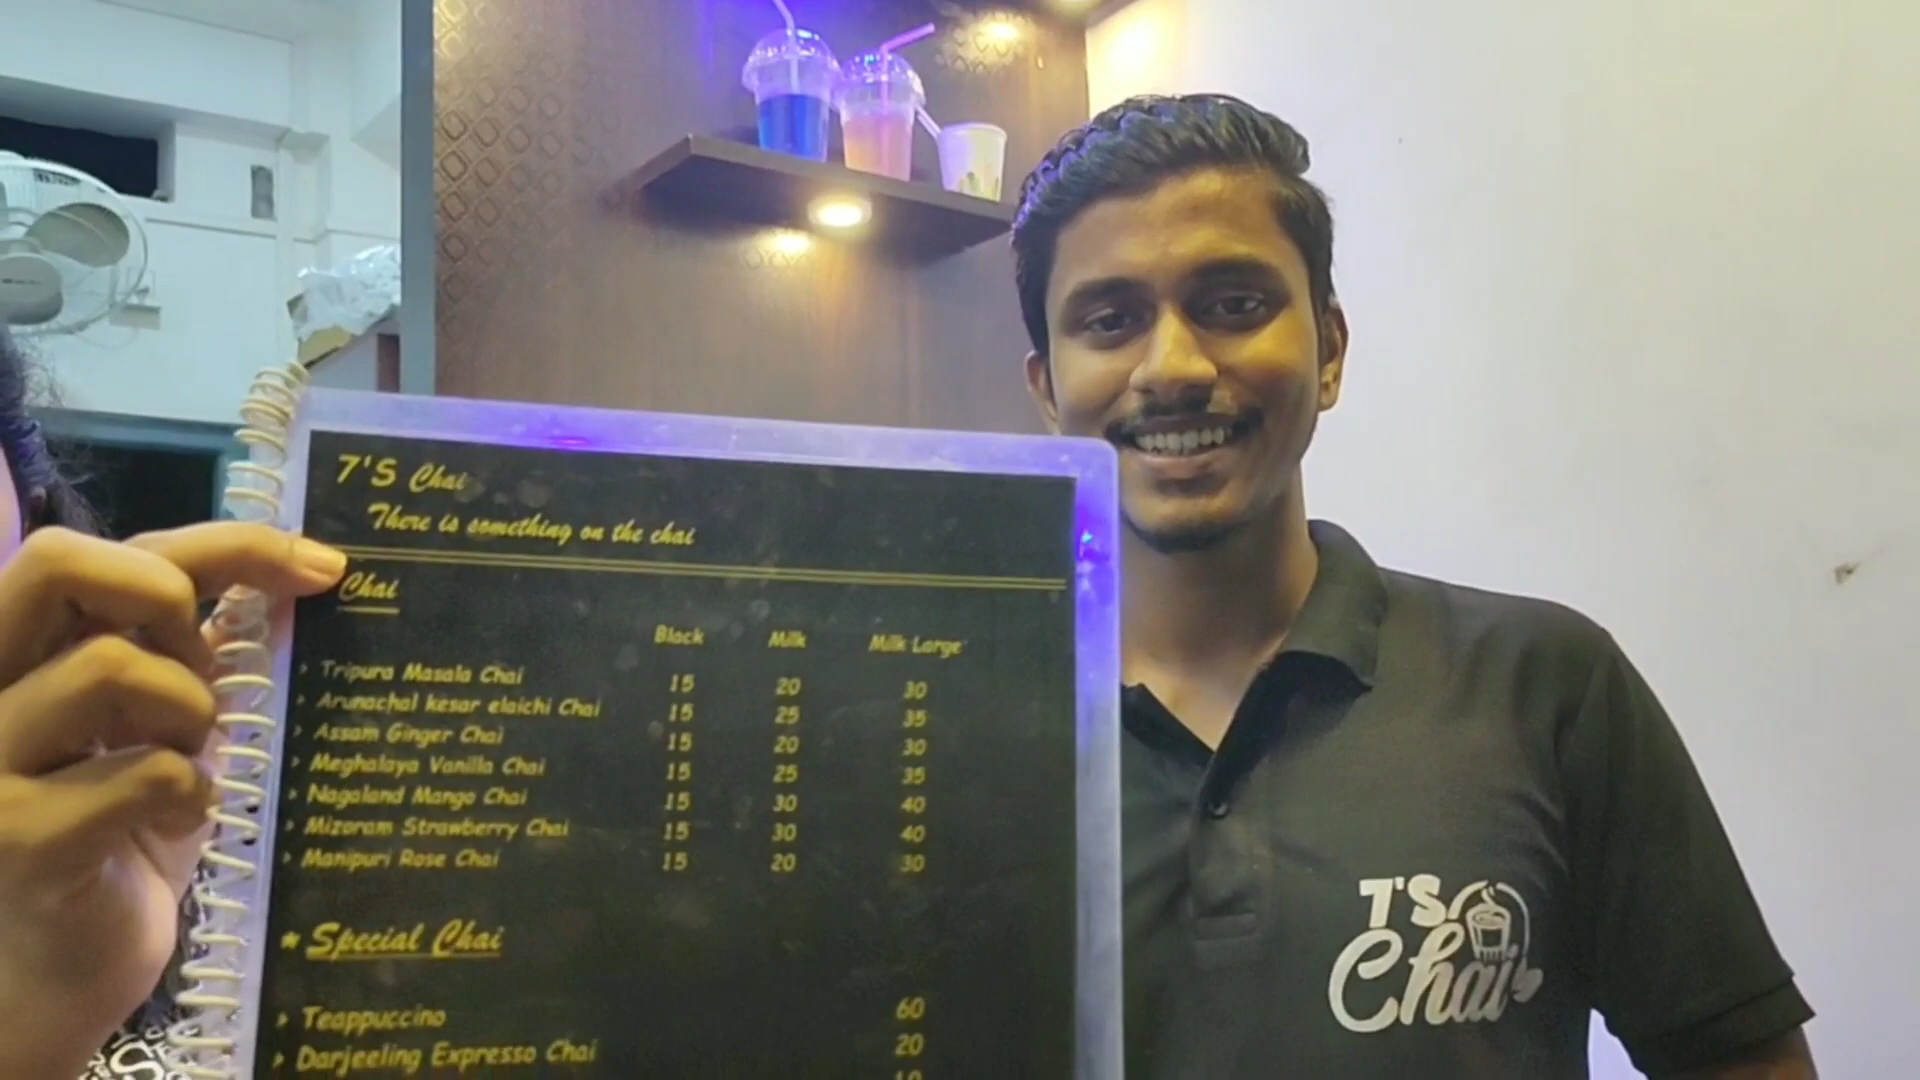 7'S Chai
There is something on the chai
Chai
Black Milk Milk Large
Tripura Masala Chai 15 20 30
Arunachal kesar elaichi Chai 15 25 35
Assam Ginger Chai 15 20 30
Meghalaya Vanilla Chai 15 25 35
Nagaland Mango Chai 15 30 40
Mizoram Strawberry Chai 15 30 40
Manipuri Rose Chai 15 20 30
★ Special Chai
Teappuccino 60
Darjeeling Expresso Chai 20
7'S
Chai